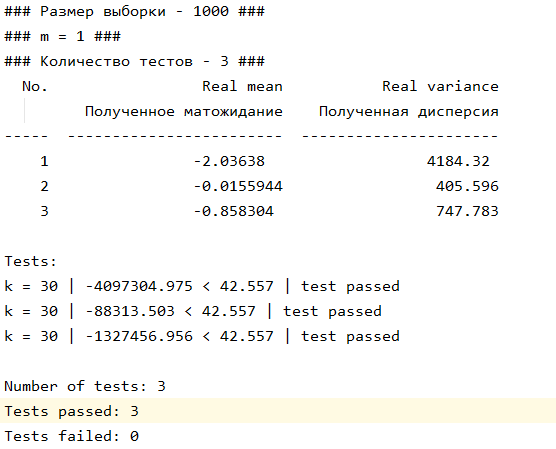 ### Размер выборки - 1000 ###
### m = 1 ###
### Количество тестов - 3 ###
No. Real mean Real variance
Полученное матожидание Полученная дисперсия
----- ------------------------ ----------------------
1 -2.03638 4184.32
2 -0.0155944 405.596
3 -0.858304 747.783
Tests:
k = 30 | -4097304.975 < 42.557 | test passed
k = 30 | -88313.503 < 42.557 | test passed
k = 30 | -1327456.956 < 42.557 | test passed
Number of tests: 3
Tests passed: 3
Tests failed: 0